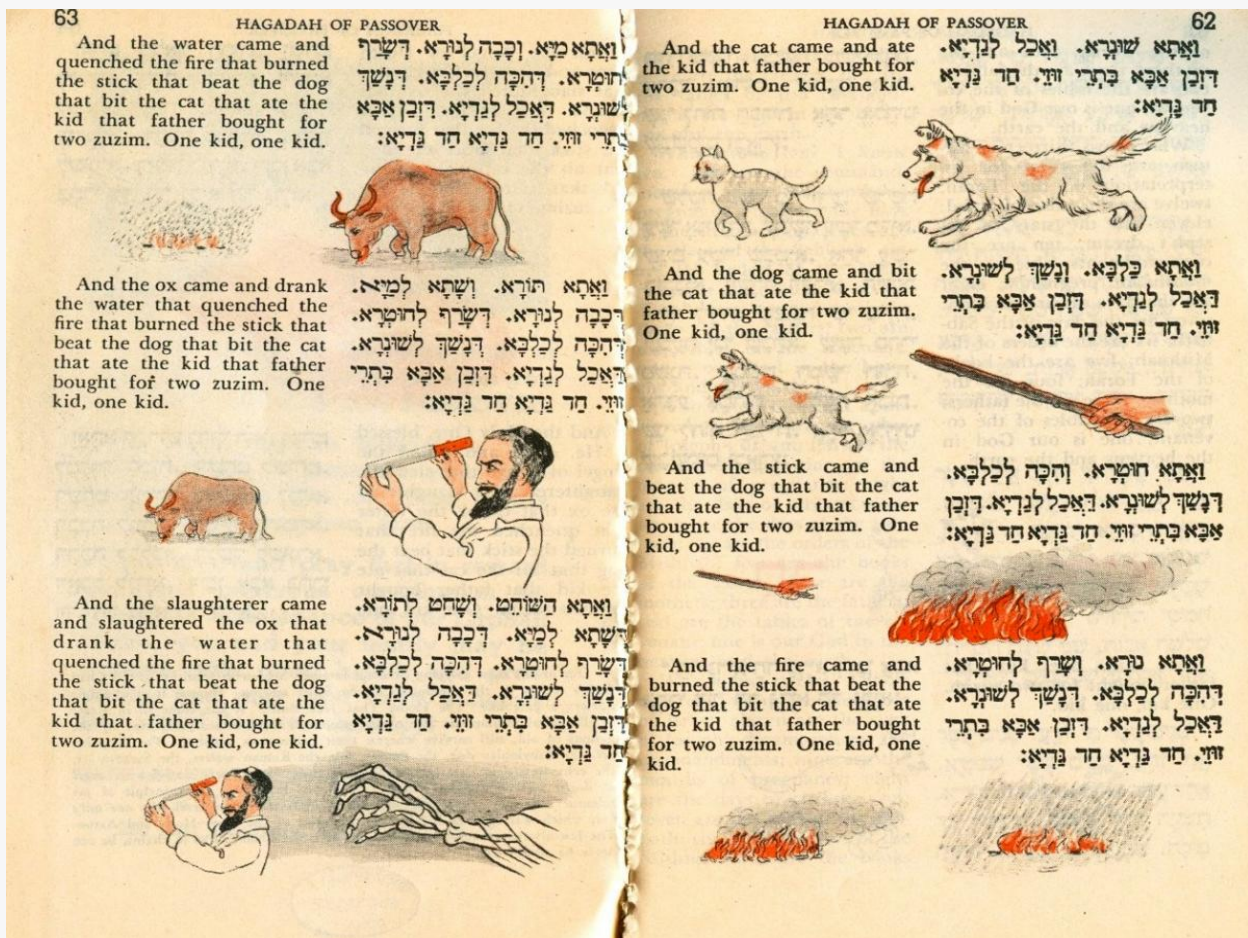 HAGADAH OF PASSOVER
62
And the cat came and ate
the kid that father bought for
two zuzim. One kid, one kid.
וַאֲתָא שׁוּנְרָא. וְאָכַל לְגַדְיָא.
דִּזְבַן אַבָּא בִּתְרֵי זוּזֵי. חַד גַּדְיָא
חַד גַּדְיָא:
And the dog came and bit
the cat that ate the kid that
father bought for two zuzim.
One kid, one kid.
וַאֲתָא כַּלְבָּא. וְנָשַׁךְ לְשׁוּנְרָא.
דְּאָכַל לְגַדְיָא. דִּזְבַן אַבָּא בִּתְרֵי
זוּזֵי. חַד גַּדְיָא חַד גַּדְיָא:
And the stick came and
beat the dog that bit the cat
that ate the kid that father
bought for two zuzim. One
kid, one kid.
וַאֲתָא חוּטְרָא. וְהִכָּה לְכַלְבָּא.
דְּנָשַׁךְ לְשׁוּנְרָא. דְּאָכַל לְגַדְיָא. דִּזְבַן
אַבָּא בִּתְרֵי זוּזֵי. חַד גַּדְיָא חַד גַּדְיָא:
And the fire came and
burned the stick that beat the
dog that bit the cat that ate
the kid that father bought
for two zuzim. One kid, one
kid.
וַאֲתָא נוּרָא. וְשָׂרַף לְחוּטְרָא.
דְּהִכָּה לְכַלְבָּא. דְּנָשַׁךְ לְשׁוּנְרָא.
דְּאָכַל לְגַדְיָא. דִּזְבַן אַבָּא בִּתְרֵי
זוּזֵי. חַד גַּדְיָא חַד גַּדְיָא:
63
HAGADAH OF PASSOVER
And the water came and
quenched the fire that burned
the stick that beat the dog
that bit the cat that ate the
kid that father bought for
two zuzim. One kid, one kid.
וַאֲתָא מַיָּא. וְכָבָה לְנוּרָא. דְּשָׂרַף
לְחוּטְרָא. דְּהִכָּה לְכַלְבָּא. דְּנָשַׁךְ
לְשׁוּנְרָא. דְּאָכַל לְגַדְיָא. דִּזְבַן אַבָּא
בִּתְרֵי זוּזֵי. חַד גַּדְיָא חַד גַּדְיָא:
And the ox came and drank
the water that quenched the
fire that burned the stick that
beat the dog that bit the cat
that ate the kid that father
bought for two zuzim. One
kid, one kid.
וַאֲתָא תּוֹרָא. וְשָׁתָא לְמַיָּא.
דְּכָבָה לְנוּרָא. דְּשָׂרַף לְחוּטְרָא.
דְּהִכָּה לְכַלְבָּא. דְּנָשַׁךְ לְשׁוּנְרָא.
דְּאָכַל לְגַדְיָא. דִּזְבַן אַבָּא בִּתְרֵי
זוּזֵי. חַד גַּדְיָא חַד גַּדְיָא:
And the slaughterer came
and slaughtered the ox that
drank the water that
quenched the fire that burned
the stick that beat the dog
that bit the cat that ate the
kid that father bought for
two zuzim. One kid, one kid.
וַאֲתָא הַשּׁוֹחֵט. וְשָׁחַט לְתוֹרָא.
דְּשָׁתָא לְמַיָּא. דְּכָבָה לְנוּרָא.
דְּשָׂרַף לְחוּטְרָא. דְּהִכָּה לְכַלְבָּא.
דְּנָשַׁךְ לְשׁוּנְרָא. דְּאָכַל לְגַדְיָא.
דִּזְבַן אַבָּא בִּתְרֵי זוּזֵי. חַד גַּדְיָא
חַד גַּדְיָא: